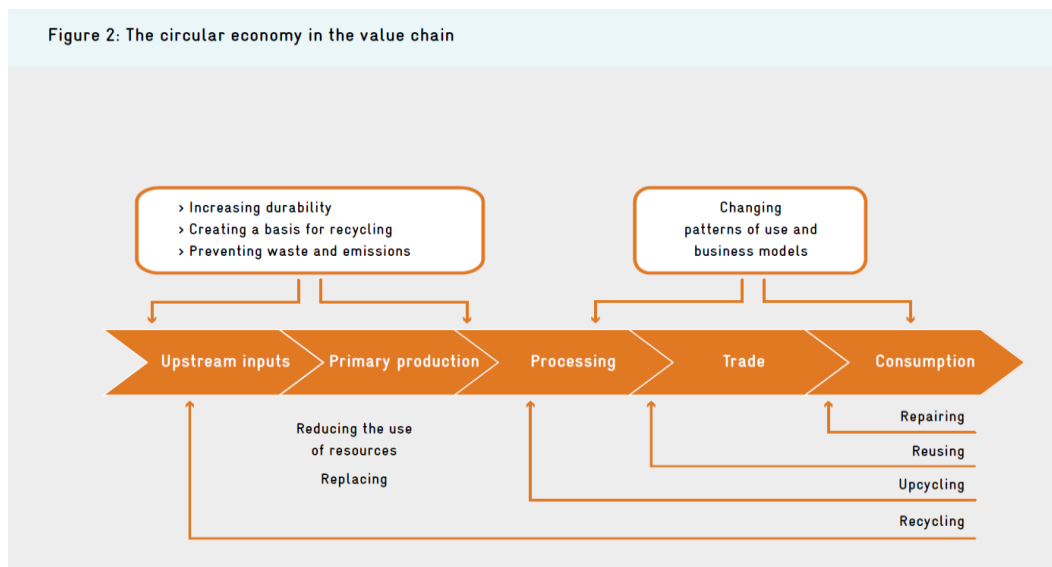 Figure 2: The circular economy in the value chain
> Increasing durability
> Creating a basis for recycling
> Preventing waste and emissions
Changing
patterns of use and
business models
Upstream inputs
Primary production
Processing
Trade
Consumption
Reducing the use
of resources
Replacing
Repairing
Reusing
Upcycling
Recycling